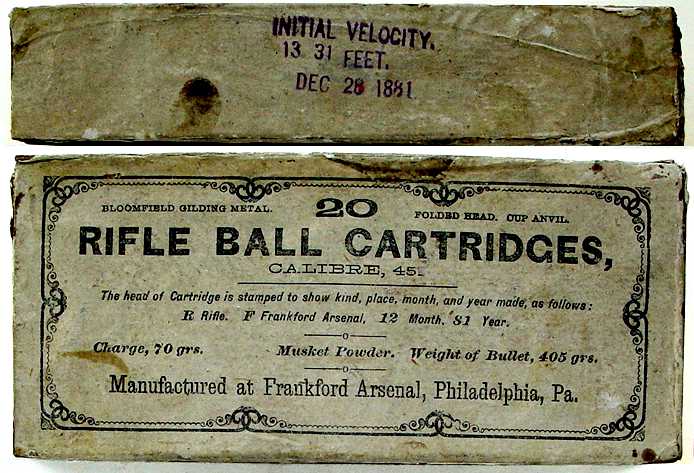 INITIAL VELOCITY.
13 31 FEET.
DEC 28 1881
20
BLOOMFIELD GILDING METAL.
FOLDED HEAD. CUP ANVIL.
RIFLE BALL CARTRIDGES,
CALIBRE, 45.
The head of Cartridge is stamped to show kind, place, month, and year made, as follows:
R Rifle. F Frankford Arsenal, 12 Month, 81 Year.
Charge, 70 grs. Musket Powder. Weight of Bullet, 405 grs.
Manufactured at Frankford Arsenal, Philadelphia, Pa.